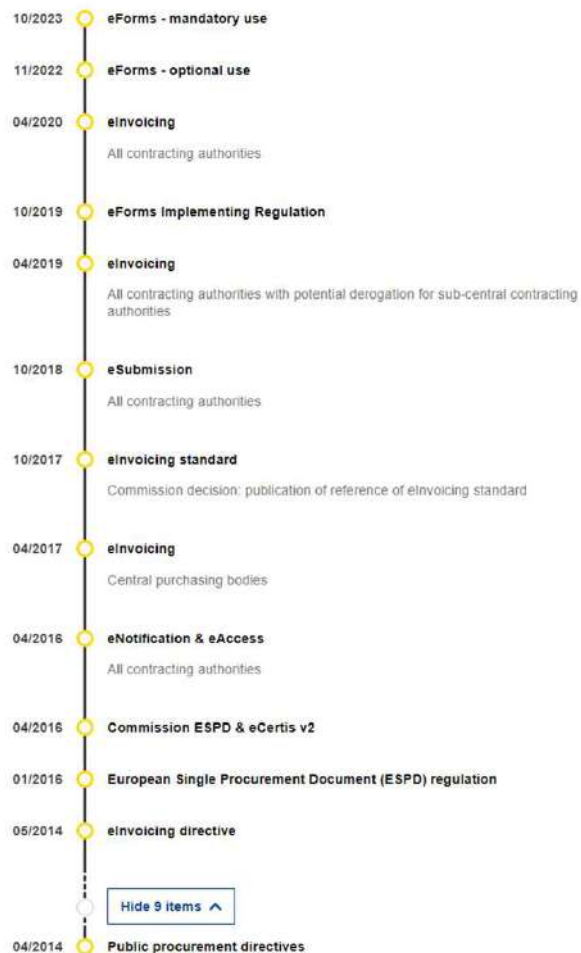 10/2023 eForms - mandatory use
11/2022 eForms - optional use
04/2020 eInvoicing
All contracting authorities
10/2019 eForms Implementing Regulation
04/2019 eInvoicing
All contracting authorities with potential derogation for sub-central contracting
authorities
10/2018 eSubmission
All contracting authorities
10/2017 eInvoicing standard
Commission decision: publication of reference of eInvoicing standard
04/2017 eInvoicing
Central purchasing bodies
04/2016 eNotification & eAccess
All contracting authorities
04/2016 Commission ESPD & eCertis v2
01/2016 European Single Procurement Document (ESPD) regulation
05/2014 eInvoicing directive
Hide 9 items
04/2014 Public procurement directives